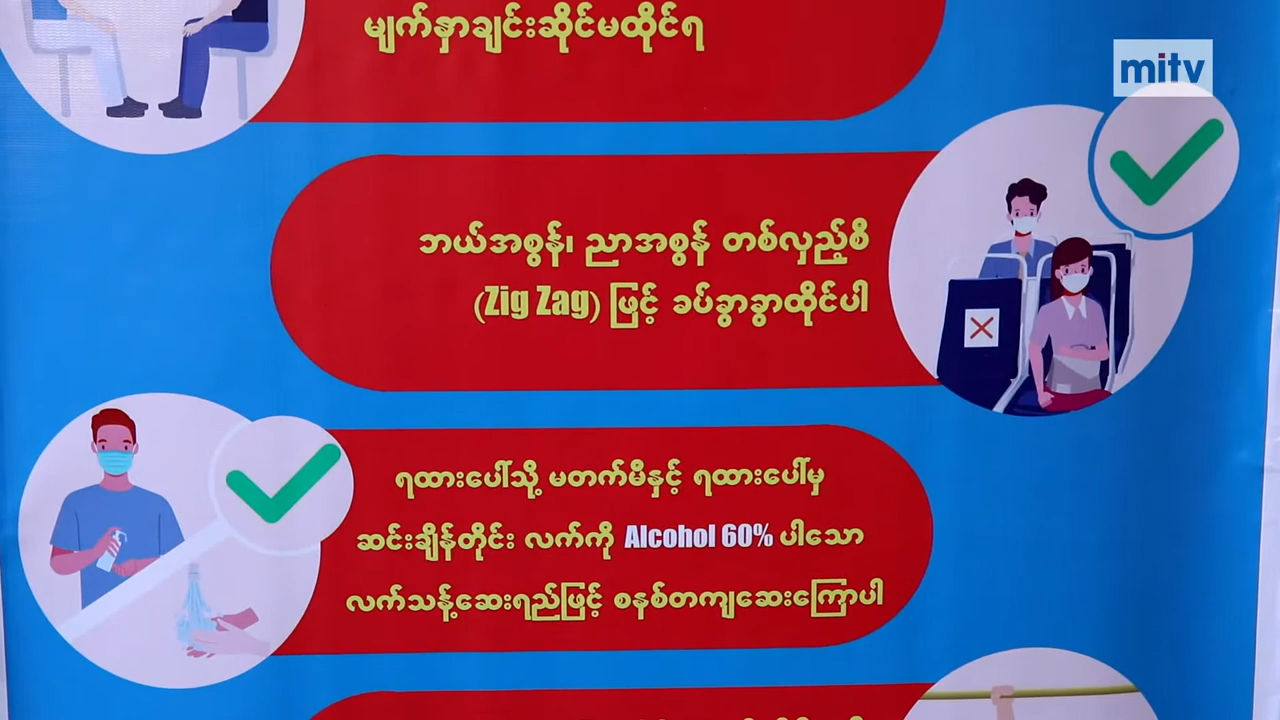 မျက်နှာချင်းဆိုင်မထိုင်ရ
mitv
ဘယ်အစွန်၊ ညာအစွန် တစ်လှည့်စီ
(Zig Zag) ဖြင့် ခပ်ခွာခွာထိုင်ပါ
ရထားပေါ်သို့ မတက်မီနှင့် ရထားပေါ်မှ
ဆင်းချိန်တိုင်း လက်ကို Alcohol 60% ပါသော
လက်သန့်ဆေးရည်ဖြင့် စနစ်တကျဆေးကြောပါ